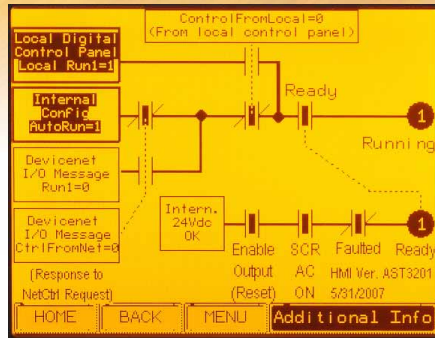 ControlFromLocal=0
(From local control panel)
Local Digital
Control Panel
Local Run1=1
Ready
Internal
Config
AutoRun=1
1
Running
Devicenet
I/O Message
Run1=0
Devicenet
I/O Message
CtrlFromNet=0
Intern.
24Vdc
OK
1
Enable
SCR
Faulted
Ready
(Response to
NetCtrl Request)
Output
(Reset)
AC
ON
HMI Ver. AST3201
5/31/2007
HOME
BACK
MENU
Additional Info